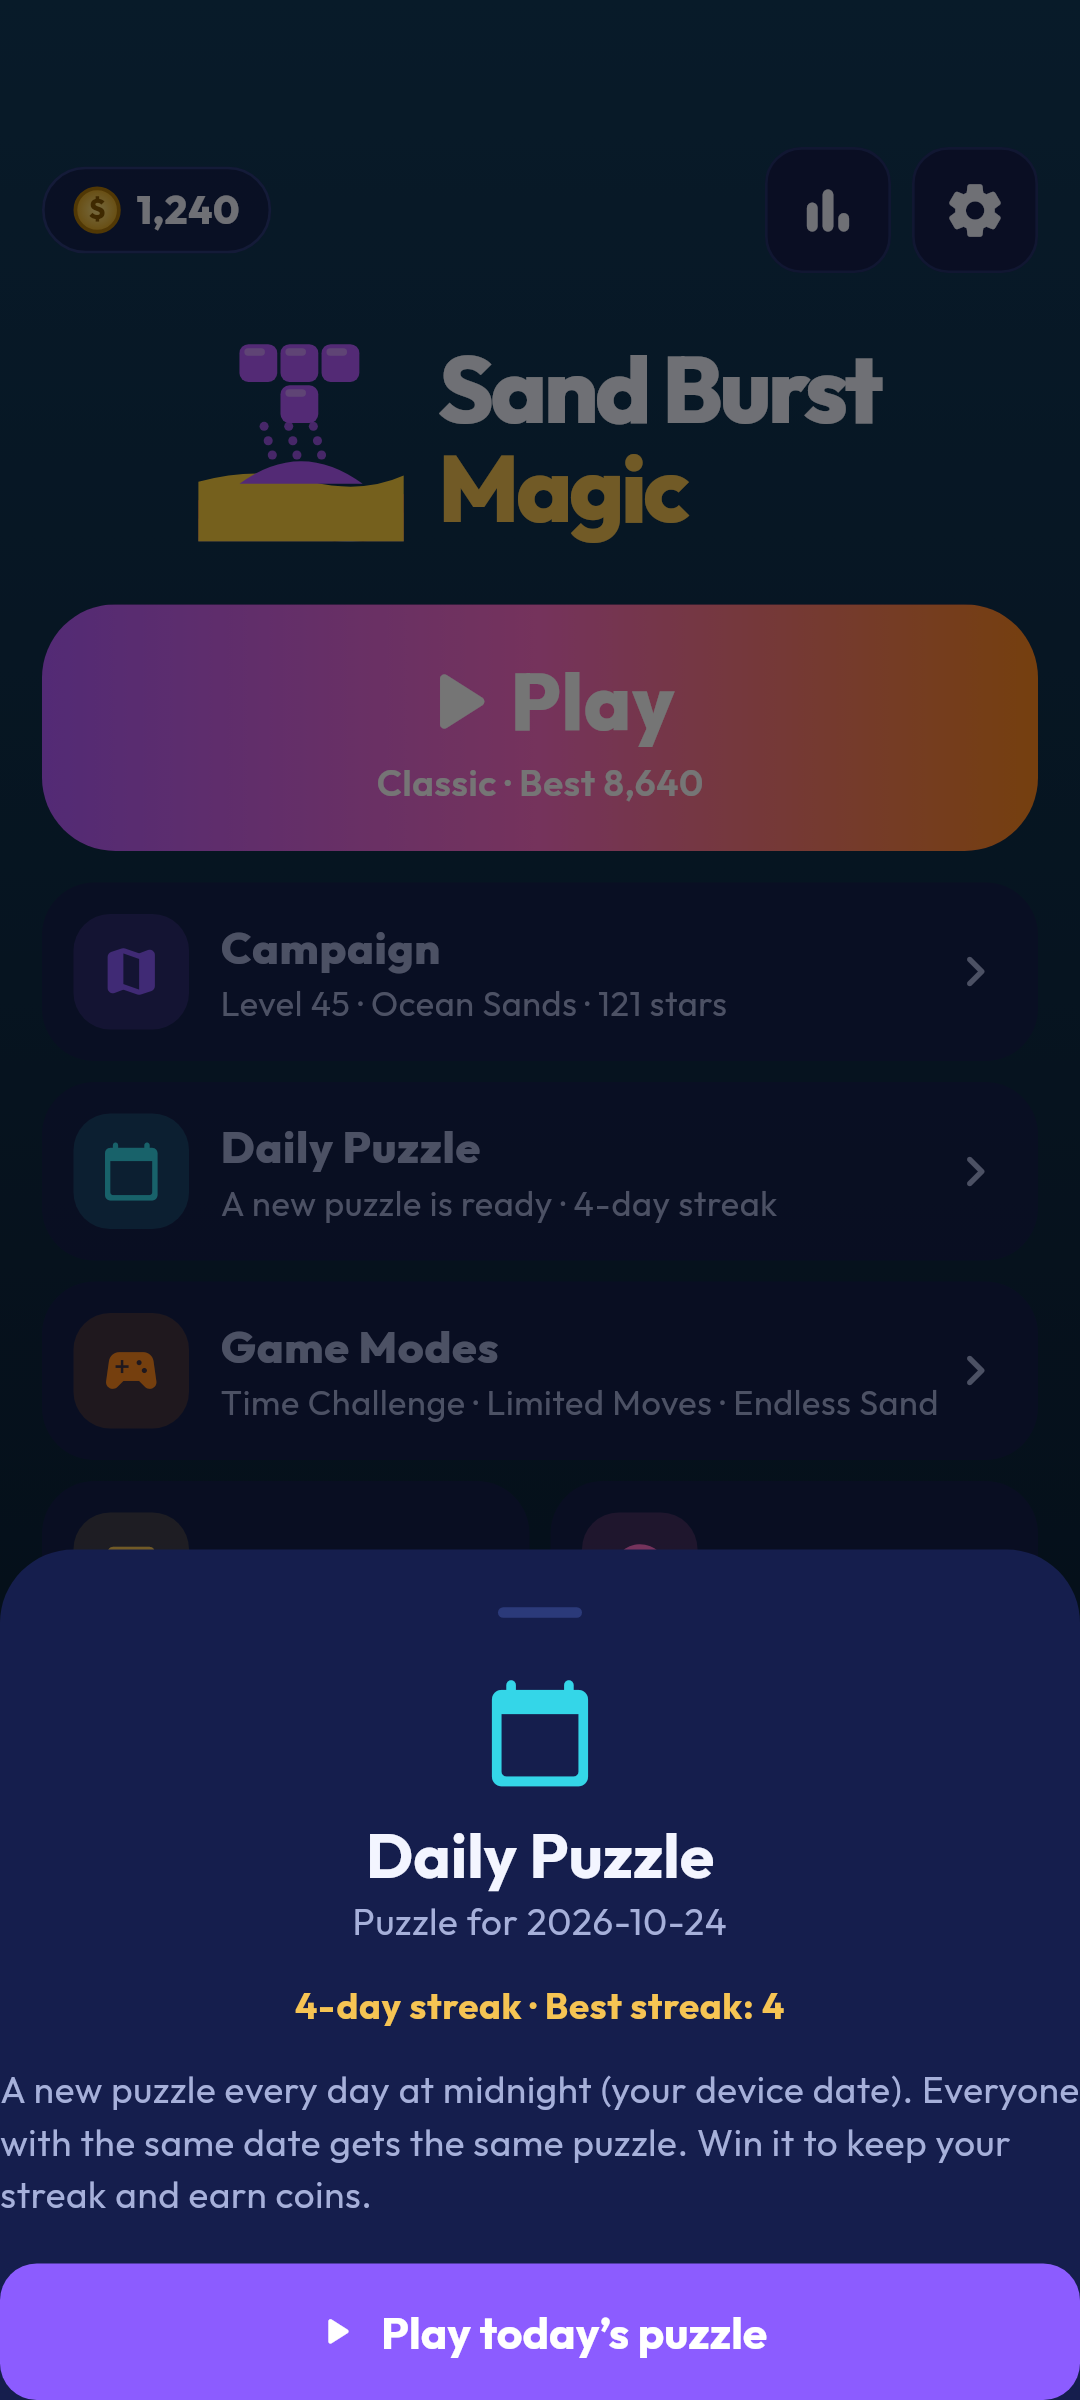 1,240
Sand Burst
Magic
Play
Classic · Best 8,640
Campaign
Level 45 · Ocean Sands · 121 stars
Daily Puzzle
A new puzzle is ready · 4-day streak
Game Modes
Time Challenge · Limited Moves · Endless Sand
Daily Puzzle
Puzzle for 2026-10-24
4-day streak · Best streak: 4
A new puzzle every day at midnight (your device date). Everyone
with the same date gets the same puzzle. Win it to keep your
streak and earn coins.
Play today’s puzzle